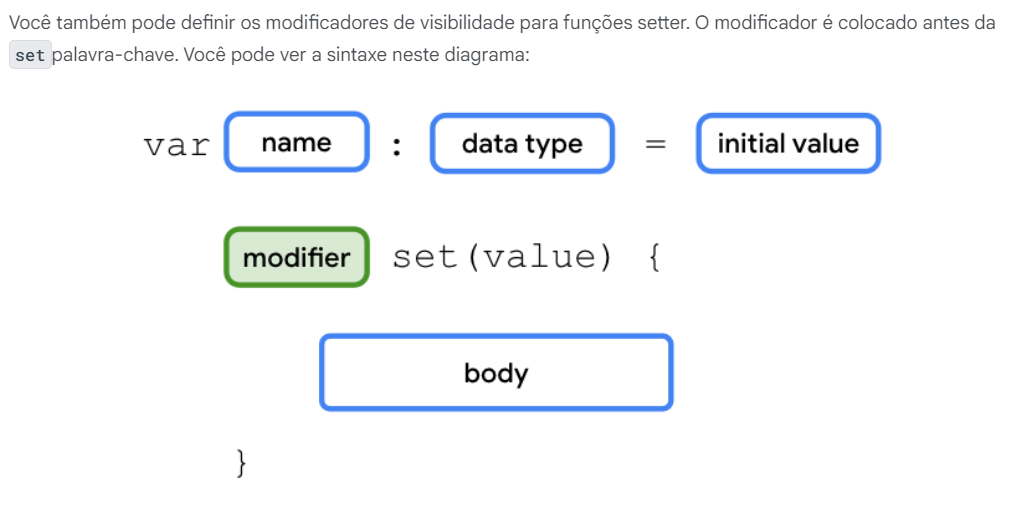 Você também pode definir os modificadores de visibilidade para funções setter. O modificador é colocado antes da
set palavra-chave. Você pode ver a sintaxe neste diagrama:
var name : data type = initial value
modifier set(value) {
body
}